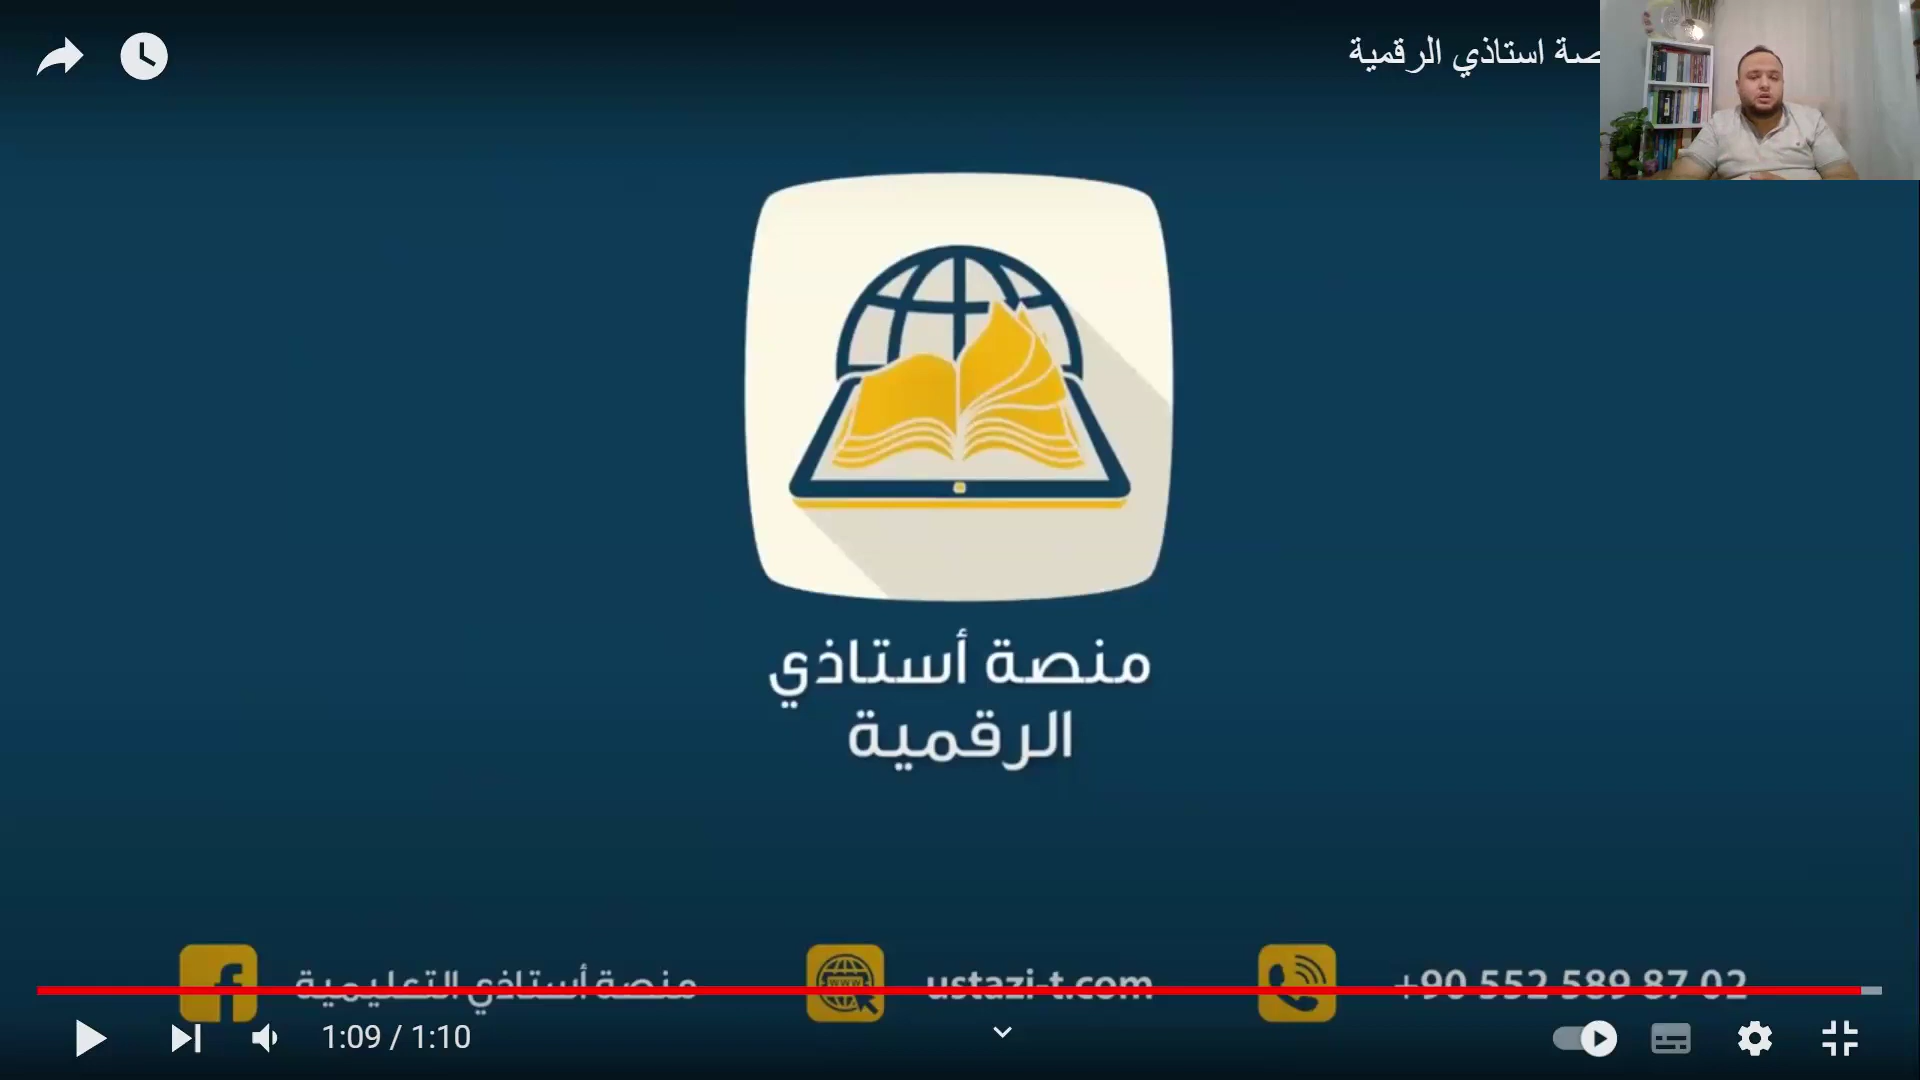 استاذي الرقمية
منصة أستاذي
الرقمية
منصة أستاذي التعليمية
www
ustazi-t.com
+90 552 589 87 02
1:09 / 1:10